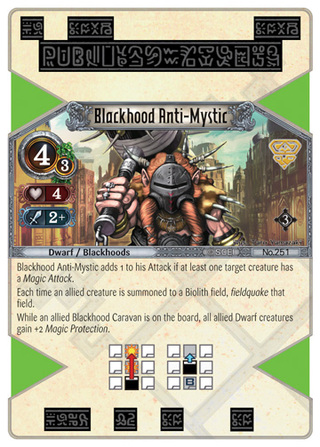 Blackhood Anti-Mystic
4
3
4
2+
3
Dwarf / Blackhoods
No.251
Blackhood Anti-Mystic adds 1 to his Attack if at least one target creature has
a Magic Attack.
Each time an allied creature is summoned to a Biolith field, fieldquake that
field.
While an allied Blackhood Caravan is on the board, all allied Dwarf creatures
gain +2 Magic Protection.